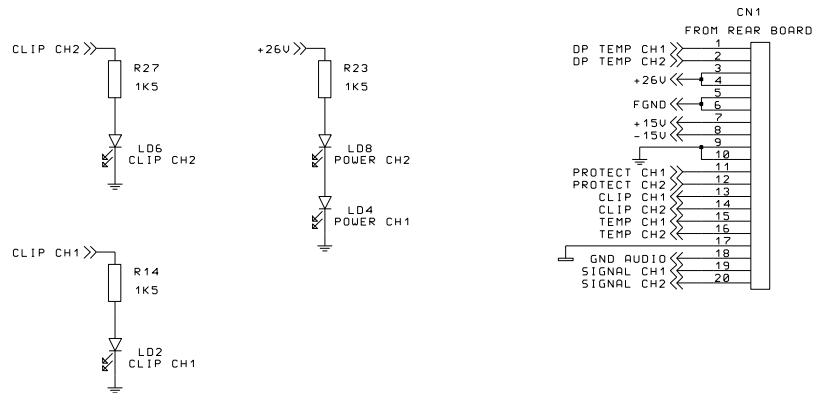 CLIP CH2
R27
1K5
LD6
CLIP CH2
+26V
R23
1K5
LD8
POWER CH2
LD4
POWER CH1
CLIP CH1
R14
1K5
LD2
CLIP CH1
CN1
FROM REAR BOARD
DP TEMP CH1 1
DP TEMP CH2 2
3
+26V 4
5
FGND 6
+15V 7
-15V 8
9
10
PROTECT CH1 11
PROTECT CH2 12
CLIP CH1 13
CLIP CH2 14
TEMP CH1 15
TEMP CH2 16
17
GND AUDIO 18
SIGNAL CH1 19
SIGNAL CH2 20